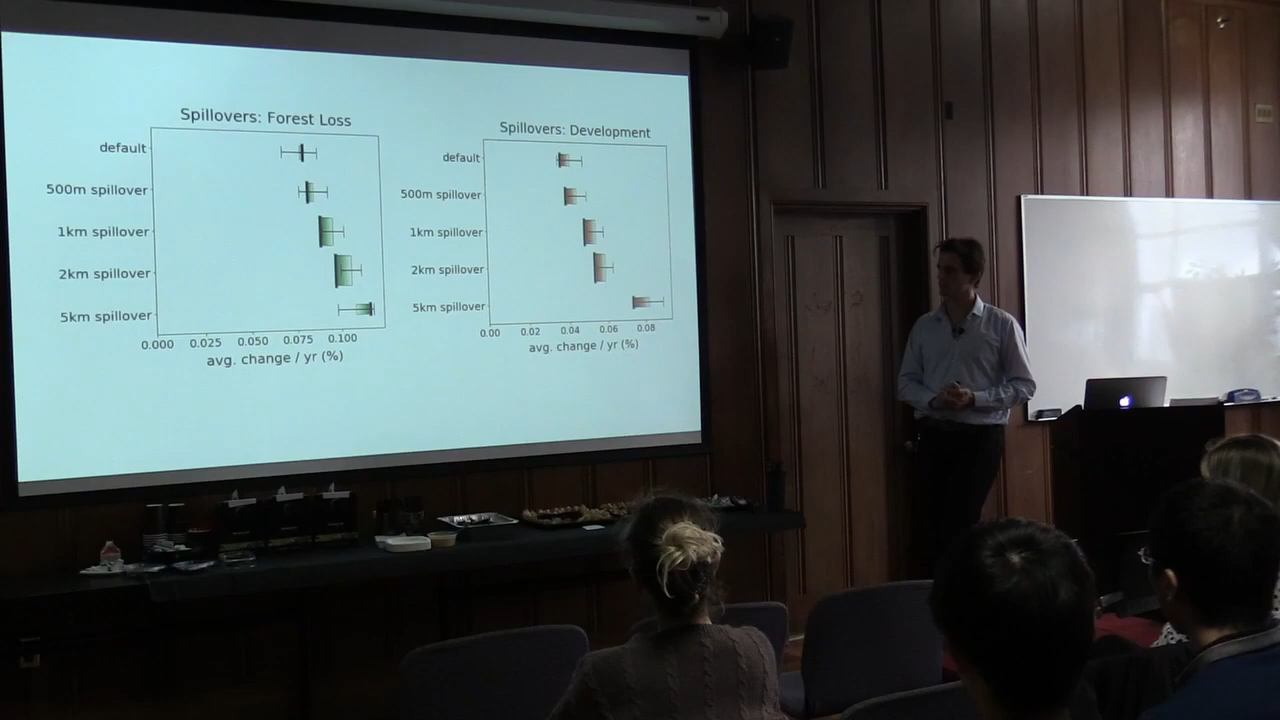 Spillovers: Forest Loss
default
500m spillover
1km spillover
2km spillover
5km spillover
0.000 0.025 0.050 0.075 0.100
avg. change / yr (%)
Spillovers: Development
default
500m spillover
1km spillover
2km spillover
5km spillover
0.00 0.02 0.04 0.06 0.08
avg. change / yr (%)